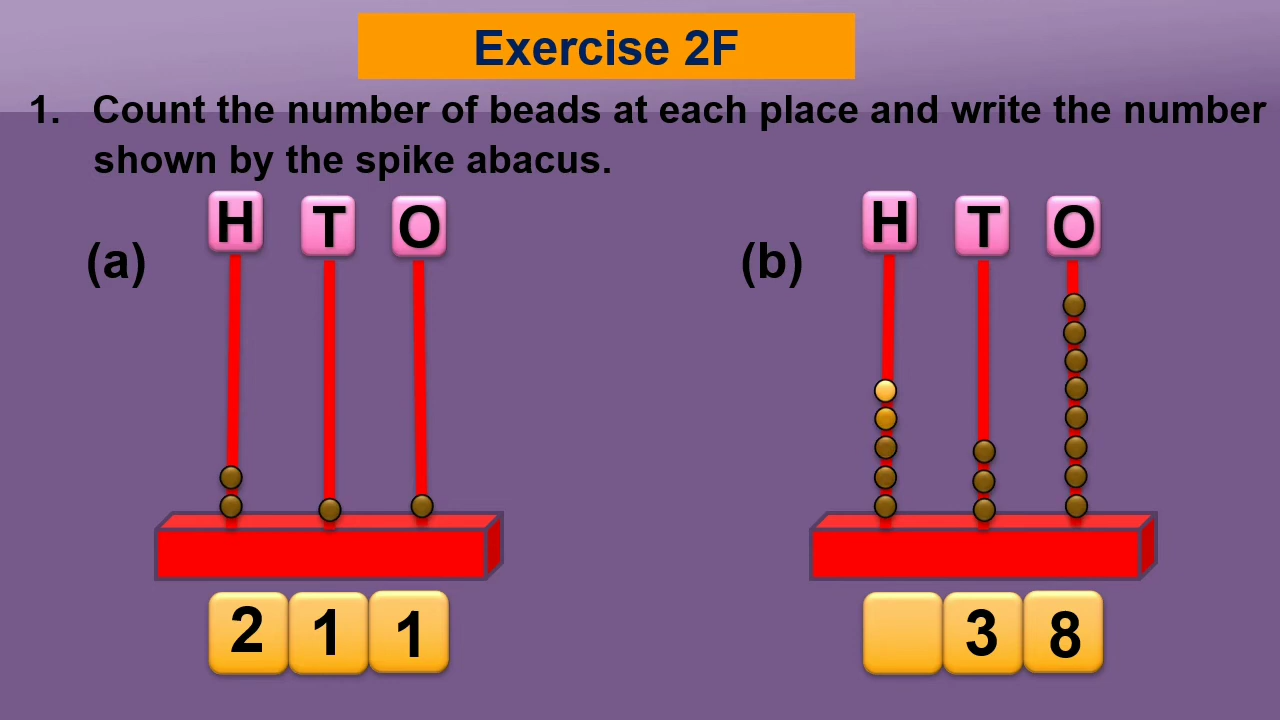 Exercise 2F
1. Count the number of beads at each place and write the number
shown by the spike abacus.
(a) H T O
(b) H T O
2 1 1
3 8